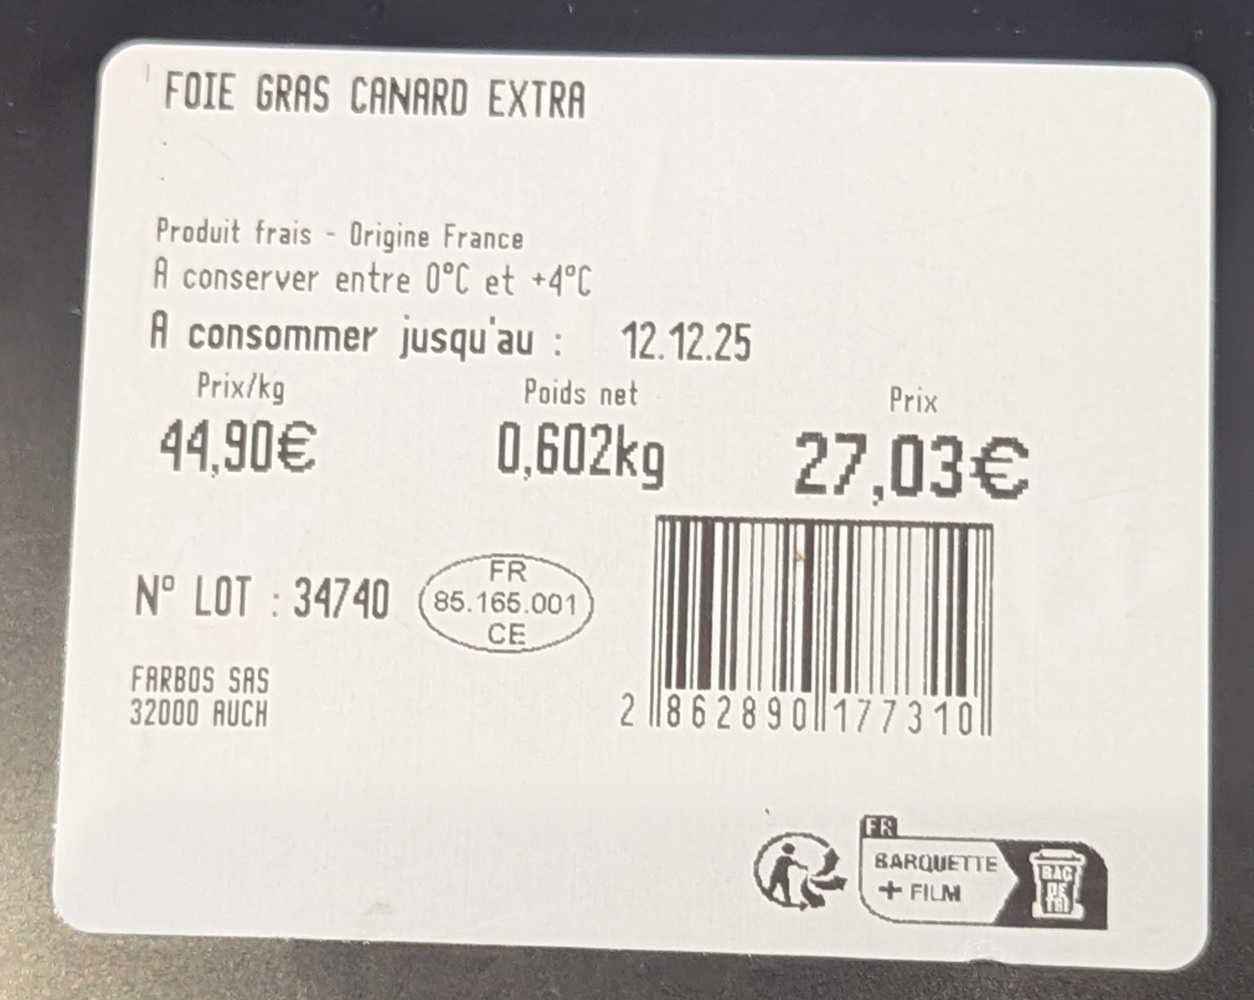 FOIE GRAS CANARD EXTRA
Produit frais - Origine France
A conserver entre 0°C et +4°C
A consommer jusqu'au : 12.12.25
Prix/kg Poids net Prix
44,90€ 0,602kg 27,03€
N° LOT : 34740
FR
85.165.001
CE
FARBOS SAS
32000 AUCH
2 862890 177310
FR
BARQUETTE
+ FILM
BAC
DE
TRI